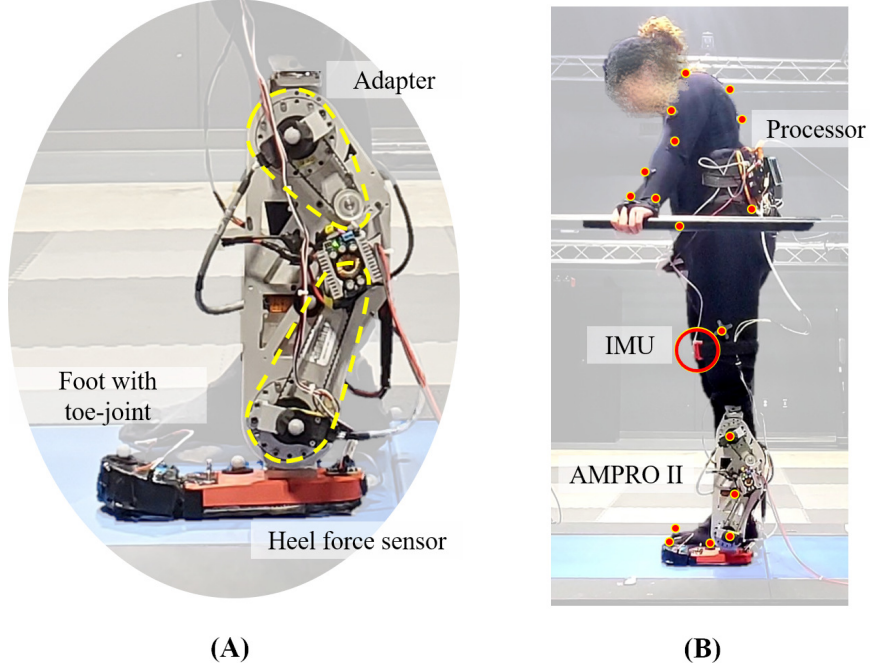 Adapter
Foot with
toe-joint
Heel force sensor
(A)
Processor
IMU
AMPRO II
(B)